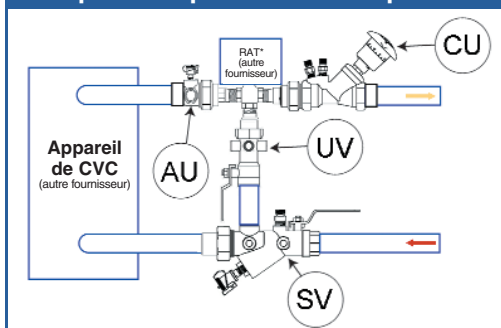 RAT*
(autre
fournisseur)
CU
Appareil
de CVC
(autre fournisseur)
AU
UV
SV